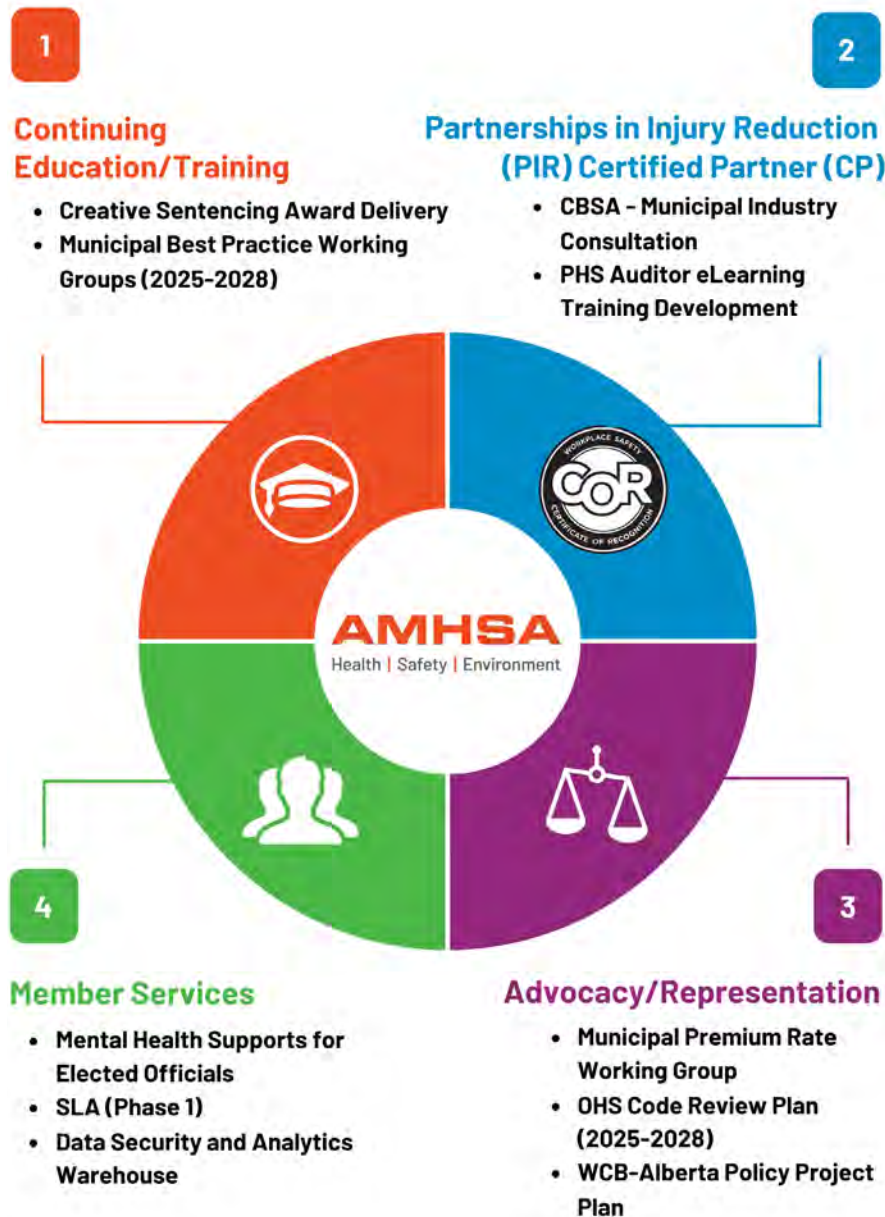 1
Continuing
Education/Training
• Creative Sentencing Award Delivery
• Municipal Best Practice Working
Groups (2025-2028)
2
Partnerships in Injury Reduction
(PIR) Certified Partner (CP)
• CBSA - Municipal Industry
Consultation
• PHS Auditor eLearning
Training Development
WORKPLACE SAFETY
COR
CERTIFICATE OF RECOGNITION
AMHSA
Health | Safety | Environment
4
Member Services
• Mental Health Supports for
Elected Officials
• SLA (Phase 1)
• Data Security and Analytics
Warehouse
3
Advocacy/Representation
• Municipal Premium Rate
Working Group
• OHS Code Review Plan
(2025-2028)
• WCB-Alberta Policy Project
Plan